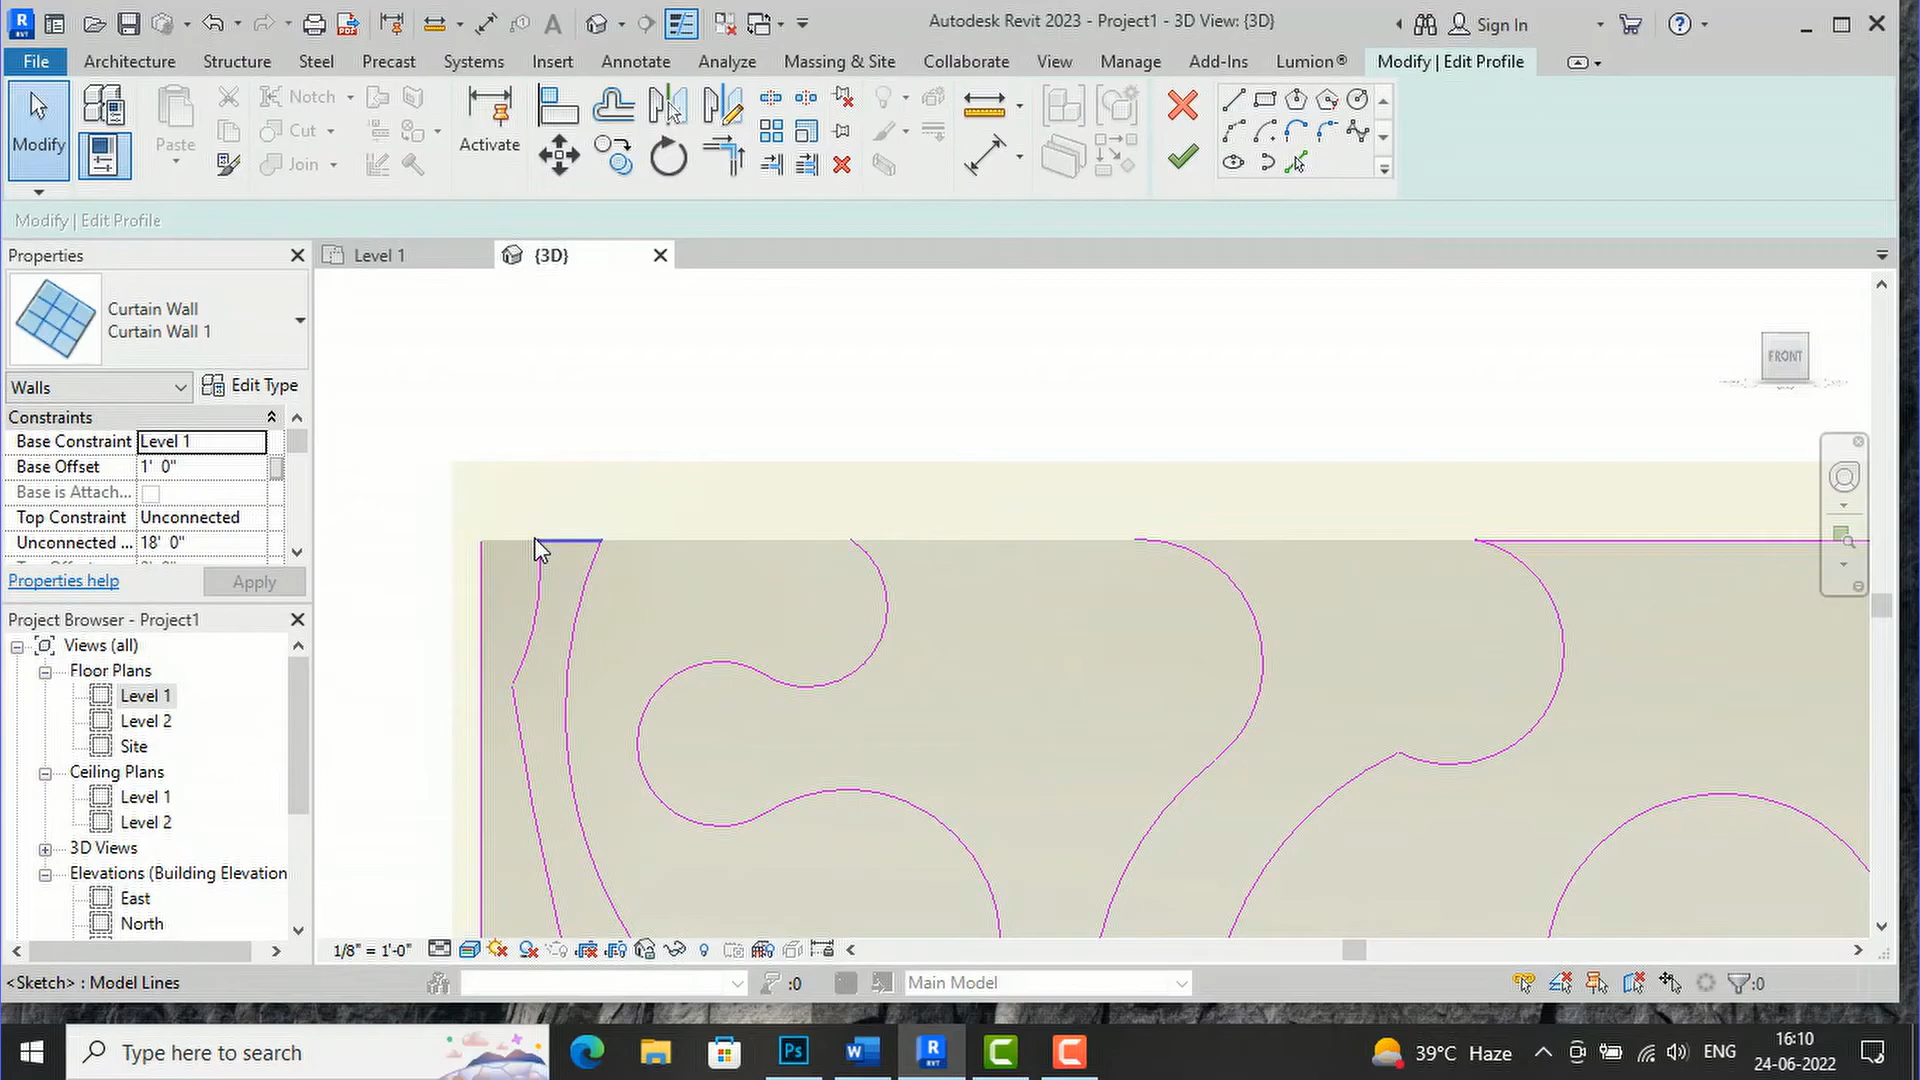 Autodesk Revit 2023 - Project1 - 3D View: {3D}
Sign In
File
Architecture
Structure
Steel
Precast
Systems
Insert
Annotate
Analyze
Massing & Site
Collaborate
View
Manage
Add-Ins
Lumion®
Modify | Edit Profile
Modify
Paste
Notch
Cut
Join
Activate
Modify | Edit Profile
Properties
Level 1
{3D}
Curtain Wall
Curtain Wall 1
FRONT
Walls
Edit Type
Constraints
Base Constraint
Level 1
Base Offset
1' 0"
Base is Attach...
Top Constraint
Unconnected
Unconnected ...
18' 0"
Properties help
Apply
Project Browser - Project1
Views (all)
Floor Plans
Level 1
Level 2
Site
Ceiling Plans
Level 1
Level 2
3D Views
Elevations (Building Elevation
East
North
1/8" = 1'-0"
<Sketch> : Model Lines
:0
Main Model
:0
Type here to search
Ps
39°C Haze
ENG
16:10
24-06-2022